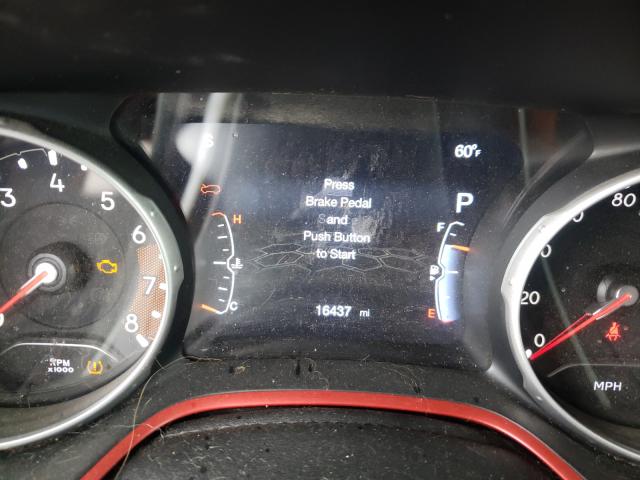 S
60°F
3
4
5
6
7
8
RPM
x1000
H
C
Press
Brake Pedal
and
Push Button
to Start
16437 mi
P
F
E
80
20
0
MPH